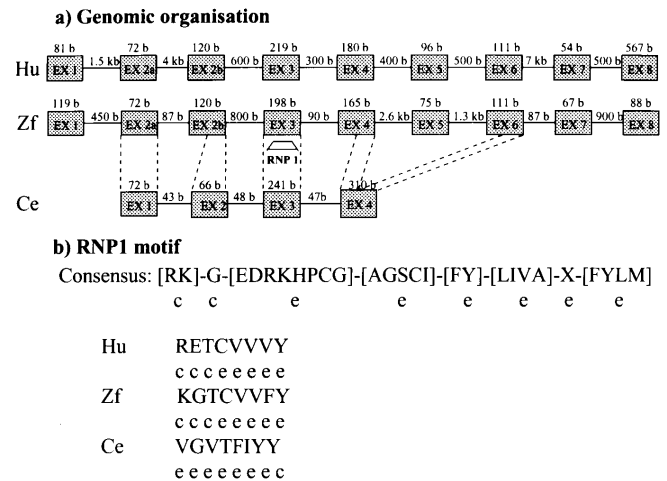 a) Genomic organisation
81 b 72 b 120 b 219 b 180 b 96 b 111 b 54 b 567 b
Hu EX 1 1.5 kb EX 2a 4 kb EX 2b 600 b EX 3 300 b EX 4 400 b EX 5 500 b EX 6 7 kb EX 7 500 b EX 8
119 b 72 b 120 b 198 b 165 b 75 b 111 b 67 b 88 b
Zf EX 1 450 b EX 2a 87 b EX 2b 800 b EX 3 90 b EX 4 2.6 kb EX 5 1.3 kb EX 6 87 b EX 7 900 b EX 8
RNP 1
72 b 66 b 241 b 310 b
Ce EX 1 43 b EX 2 48 b EX 3 47b EX 4
b) RNP1 motif
Consensus: [RK]-G-[EDRKHPCG]-[AGSCI]-[FY]-[LIVA]-X-[FYLM]
c c e e e e e e
Hu RETCVVVY
c c c e e e e e
Zf KGTCVVFY
c c c e e e e e
Ce VGVTFIYY
e e e e e e e c